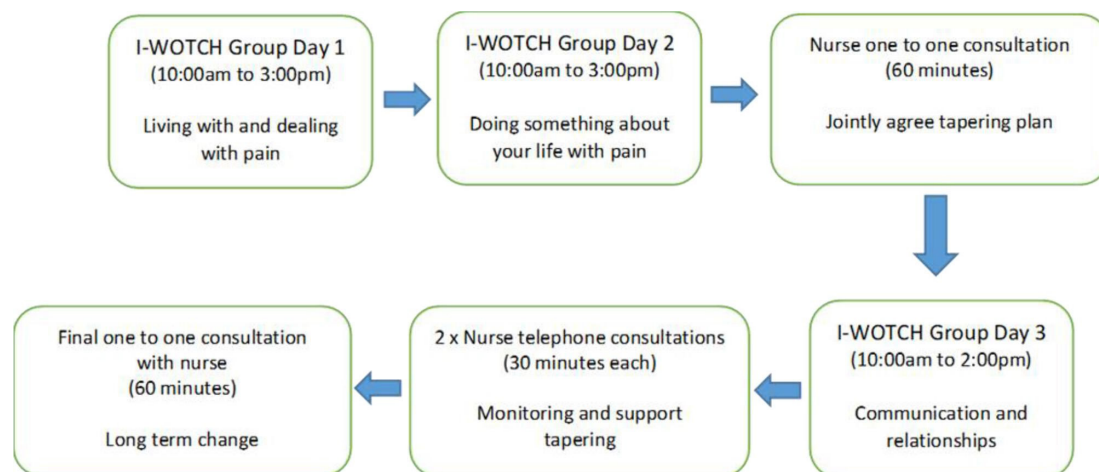 I-WOTCH Group Day 1
(10:00am to 3:00pm)
Living with and dealing
with pain
I-WOTCH Group Day 2
(10:00am to 3:00pm)
Doing something about
your life with pain
Nurse one to one consultation
(60 minutes)
Jointly agree tapering plan
I-WOTCH Group Day 3
(10:00am to 2:00pm)
Communication and
relationships
2 x Nurse telephone consultations
(30 minutes each)
Monitoring and support
tapering
Final one to one consultation
with nurse
(60 minutes)
Long term change